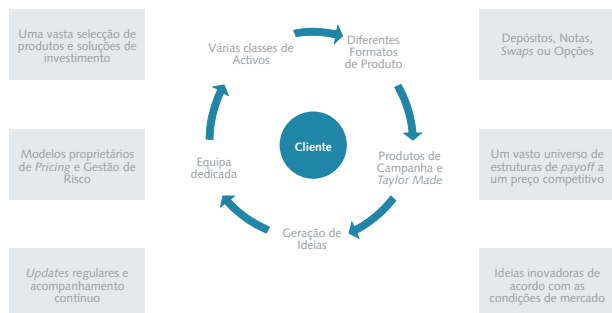 Uma vasta selecção de
produtos e soluções de
investimento
Modelos proprietários
de Pricing e Gestão de
Risco
Updates regulares e
acompanhamento
contínuo
Várias classes de
Activos
Diferentes
Formatos
de Produto
Cliente
Equipa
dedicada
Produtos de
Campanha e
Taylor Made
Geração de
Ideias
Depósitos, Notas,
Swaps ou Opções
Um vasto universo de
estruturas de payoff a
um preço competitivo
Ideias inovadoras de
acordo com as
condições de mercado